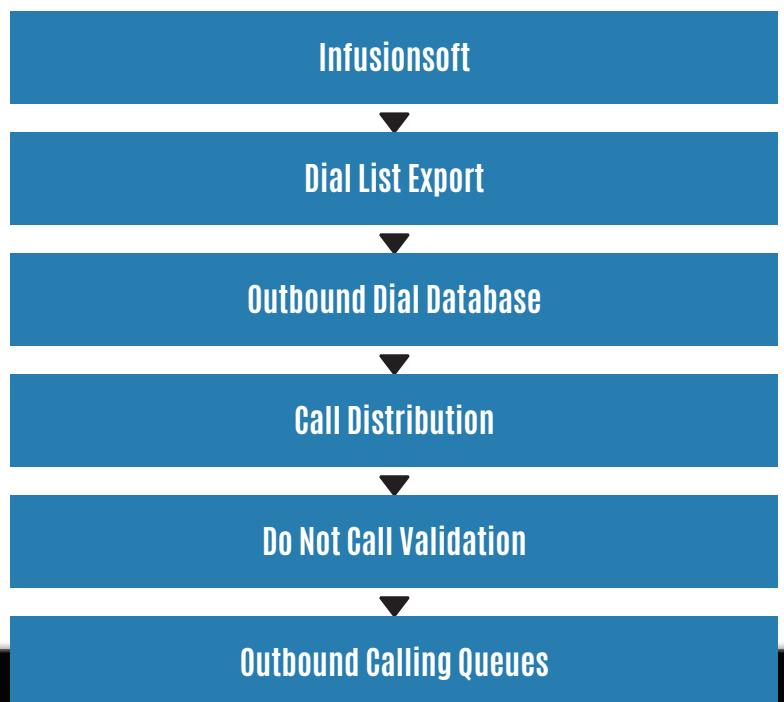 Infusionsoft
Dial List Export
Outbound Dial Database
Call Distribution
Do Not Call Validation
Outbound Calling Queues